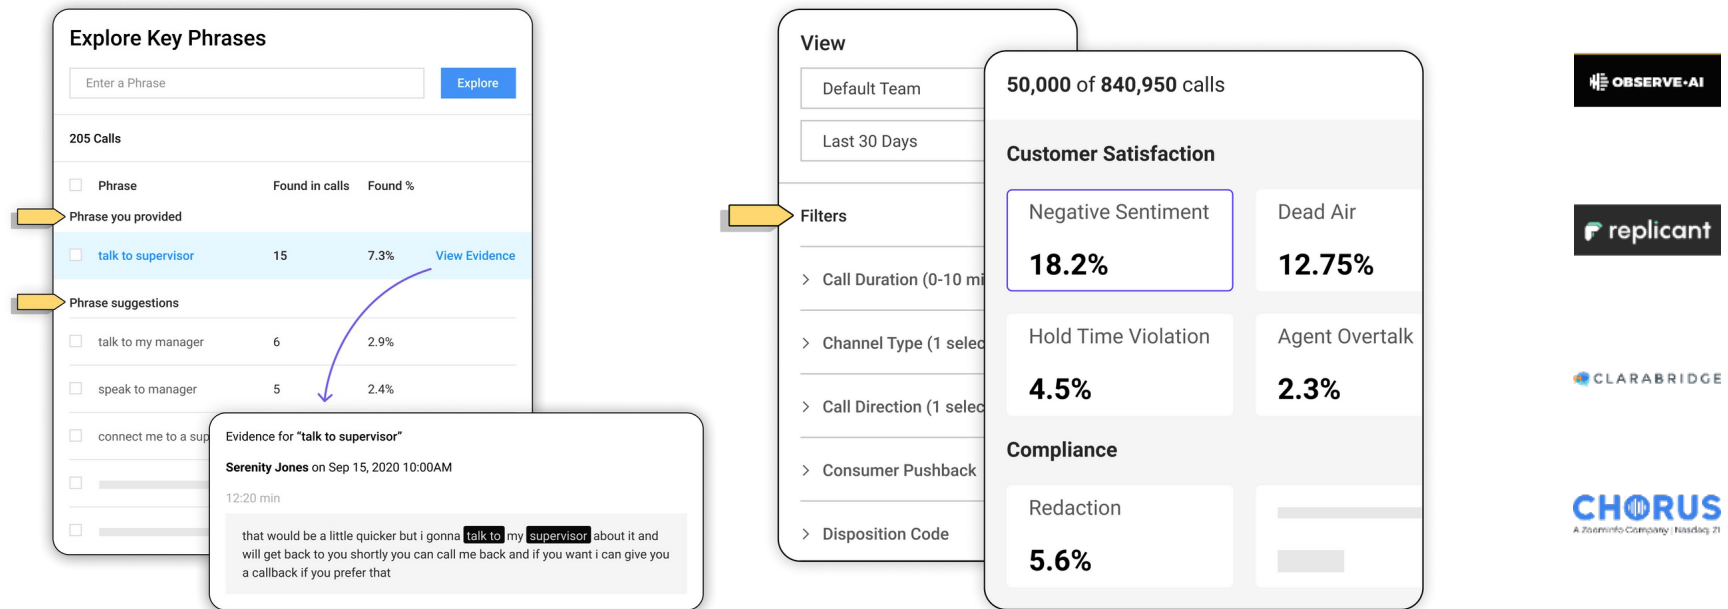 Explore Key Phrases
Enter a Phrase
Explore
205 Calls
Phrase Found in calls Found %
Phrase you provided
talk to supervisor 15 7.3% View Evidence
Phrase suggestions
talk to my manager 6 2.9%
speak to manager 5 2.4%
connect me to a sup
Evidence for “talk to supervisor”
Serenity Jones on Sep 15, 2020 10:00AM
12:20 min
that would be a little quicker but i gonna talk to my supervisor about it and
will get back to you shortly you can call me back and if you want i can give you
a callback if you prefer that
View
Default Team
Last 30 Days
Filters
Call Duration (0-10 mi
Channel Type (1 selec
Call Direction (1 selec
Consumer Pushback
Disposition Code
50,000 of 840,950 calls
Customer Satisfaction
Negative Sentiment
18.2%
Dead Air
12.75%
Hold Time Violation
4.5%
Agent Overtalk
2.3%
Compliance
Redaction
5.6%
OBSERVE•AI
replicant
CLARABRIDGE
CHORUS
A Zoominfo Company | Nasdaq: ZI